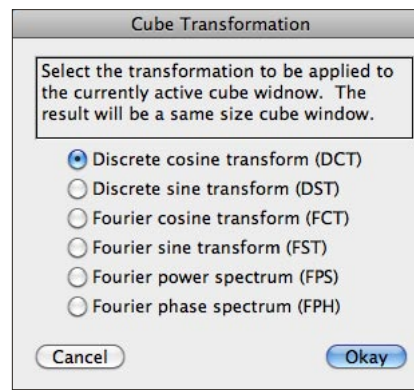 Cube Transformation
Select the transformation to be applied to
the currently active cube widnow. The
result will be a same size cube window.
Discrete cosine transform (DCT)
Discrete sine transform (DST)
Fourier cosine transform (FCT)
Fourier sine transform (FST)
Fourier power spectrum (FPS)
Fourier phase spectrum (FPH)
Cancel
Okay